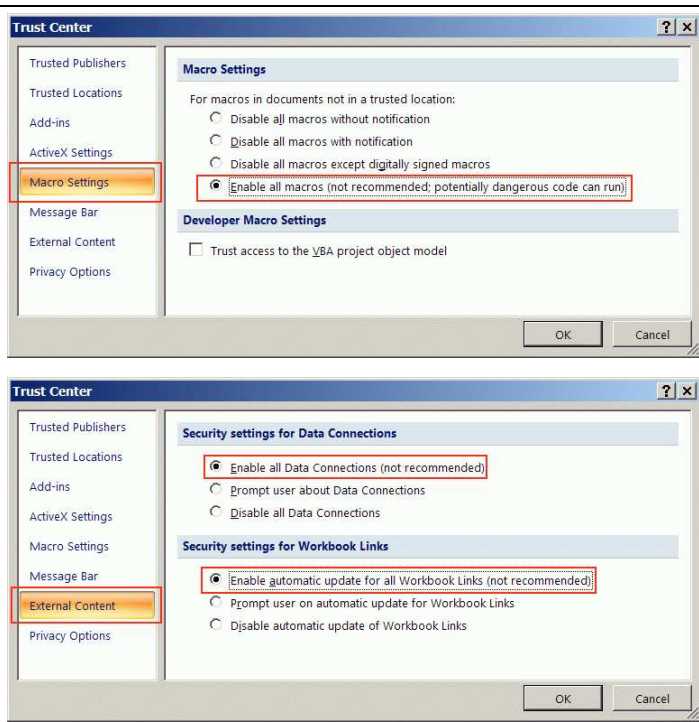 Trust Center
Trusted Publishers
Trusted Locations
Add-ins
ActiveX Settings
Macro Settings
Message Bar
External Content
Privacy Options
Macro Settings
For macros in documents not in a trusted location:
Disable all macros without notification
Disable all macros with notification
Disable all macros except digitally signed macros
Enable all macros (not recommended; potentially dangerous code can run)
Developer Macro Settings
Trust access to the VBA project object model
OK
Cancel
Trust Center
Trusted Publishers
Trusted Locations
Add-ins
ActiveX Settings
Macro Settings
Message Bar
External Content
Privacy Options
Security settings for Data Connections
Enable all Data Connections (not recommended)
Prompt user about Data Connections
Disable all Data Connections
Security settings for Workbook Links
Enable automatic update for all Workbook Links (not recommended)
Prompt user on automatic update for Workbook Links
Disable automatic update of Workbook Links
OK
Cancel